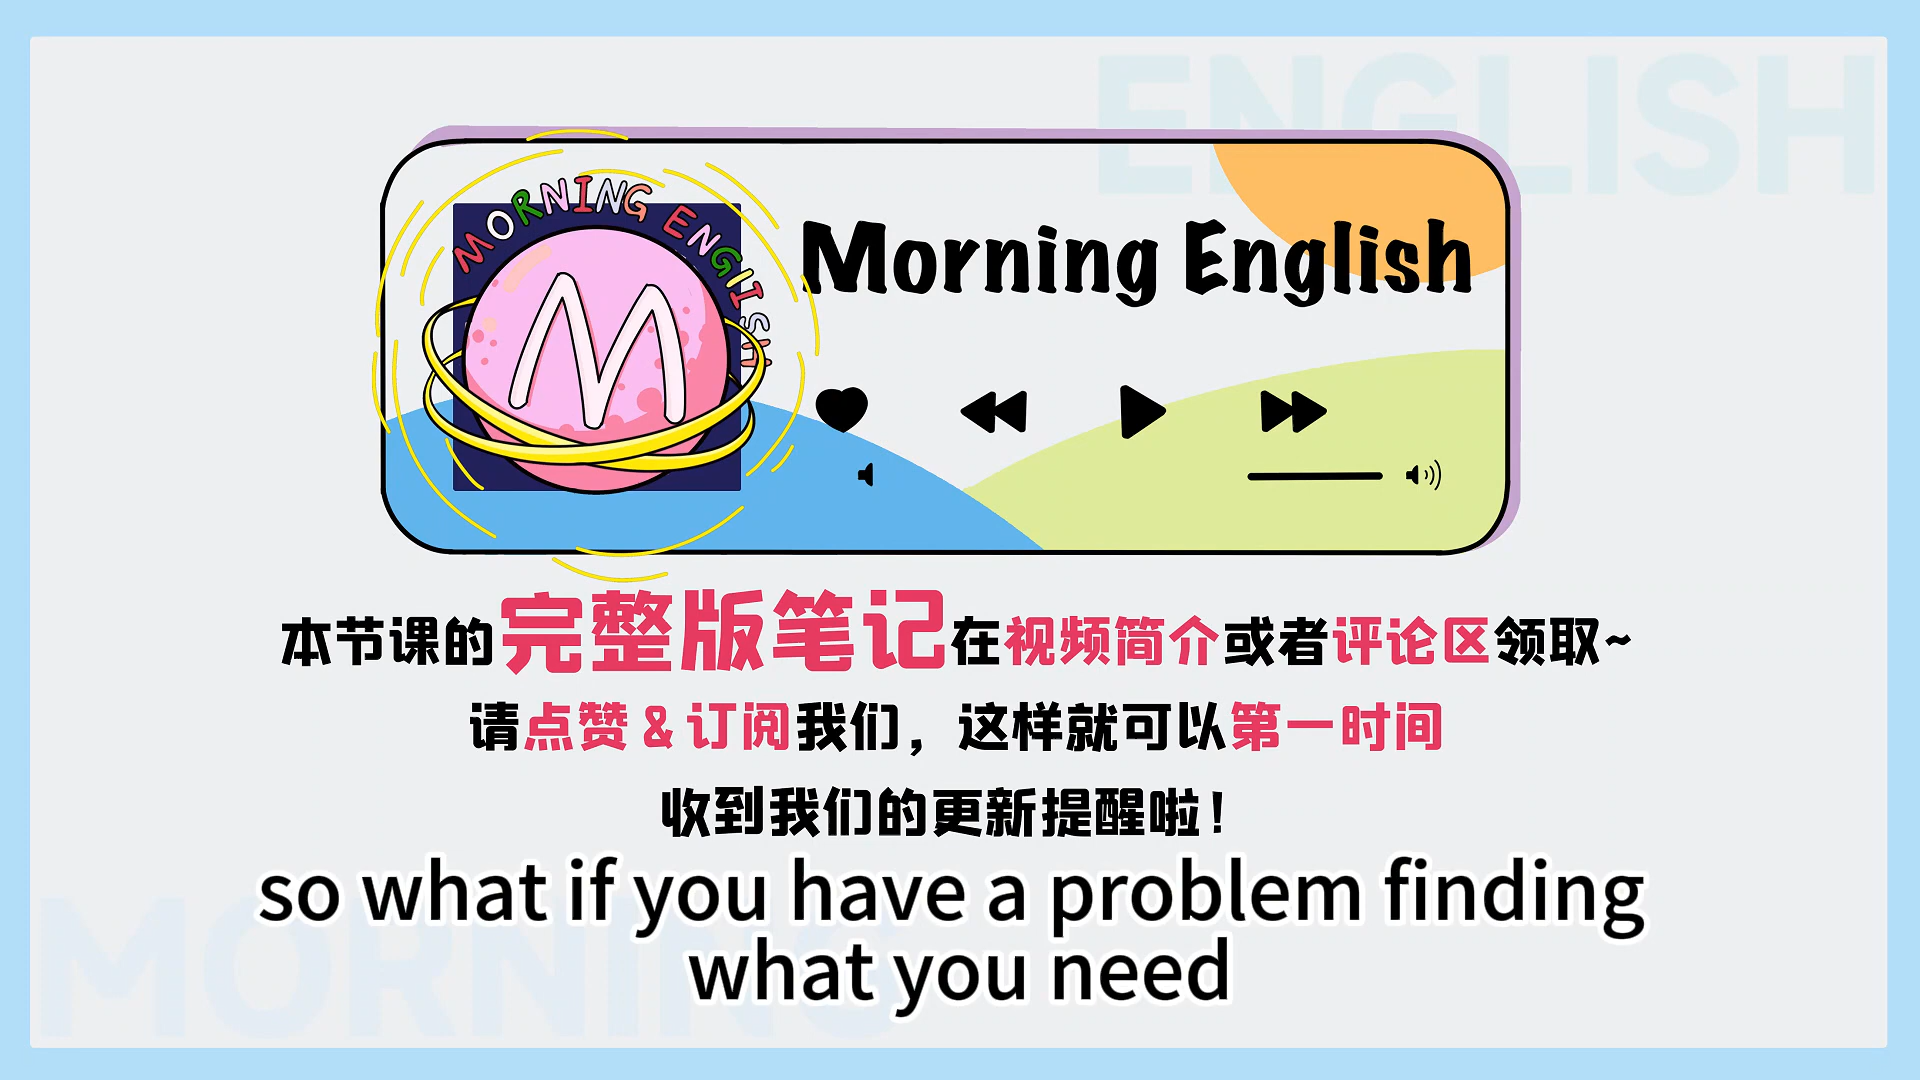 ENGLISH
MORNING ENGLISH
M
Morning English
本节课的完整版笔记在视频简介或者评论区领取~
请点赞&订阅我们，这样就可以第一时间
收到我们的更新提醒啦！
so what if you have a problem finding
what you need
MORNING